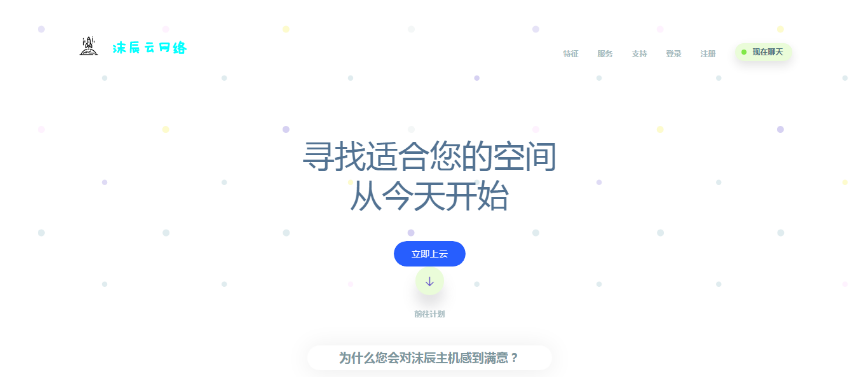 沫辰云网络
特征 服务 支持 登录 注册 现在聊天
寻找适合您的空间
从今天开始
立即上云
前往计划
为什么您会对沫辰主机感到满意？